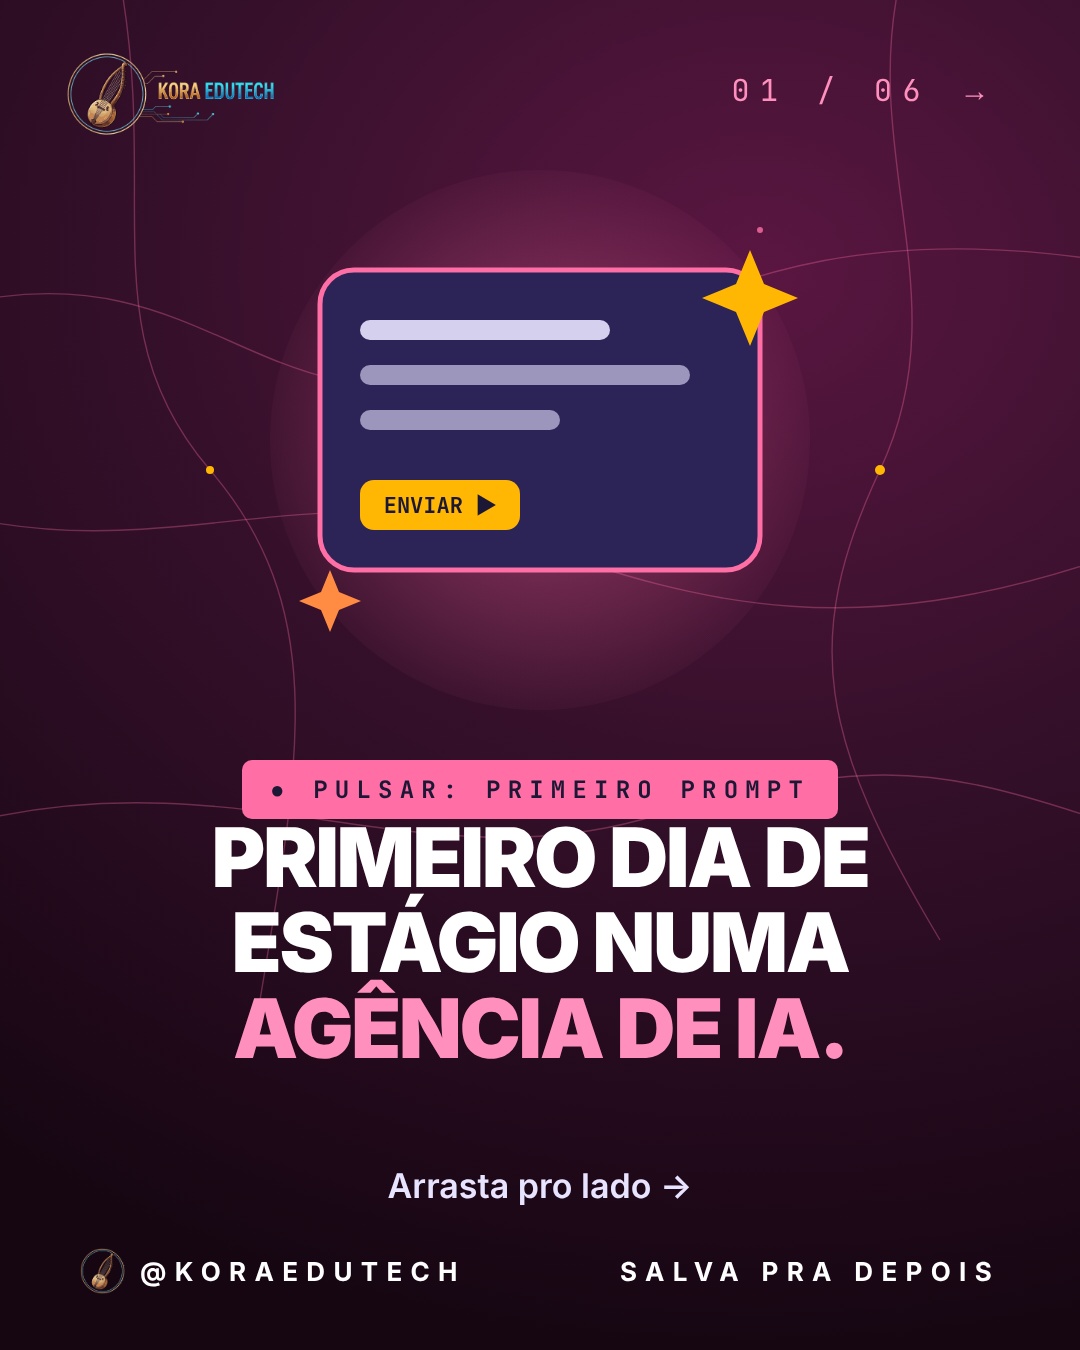 KORA EDUTECH
01 / 06 →
ENVIAR ▶
• PULSAR: PRIMEIRO PROMPT
PRIMEIRO DIA DE
ESTÁGIO NUMA
AGÊNCIA DE IA.
Arrasta pro lado →
@KORAEDUTECH
SALVA PRA DEPOIS